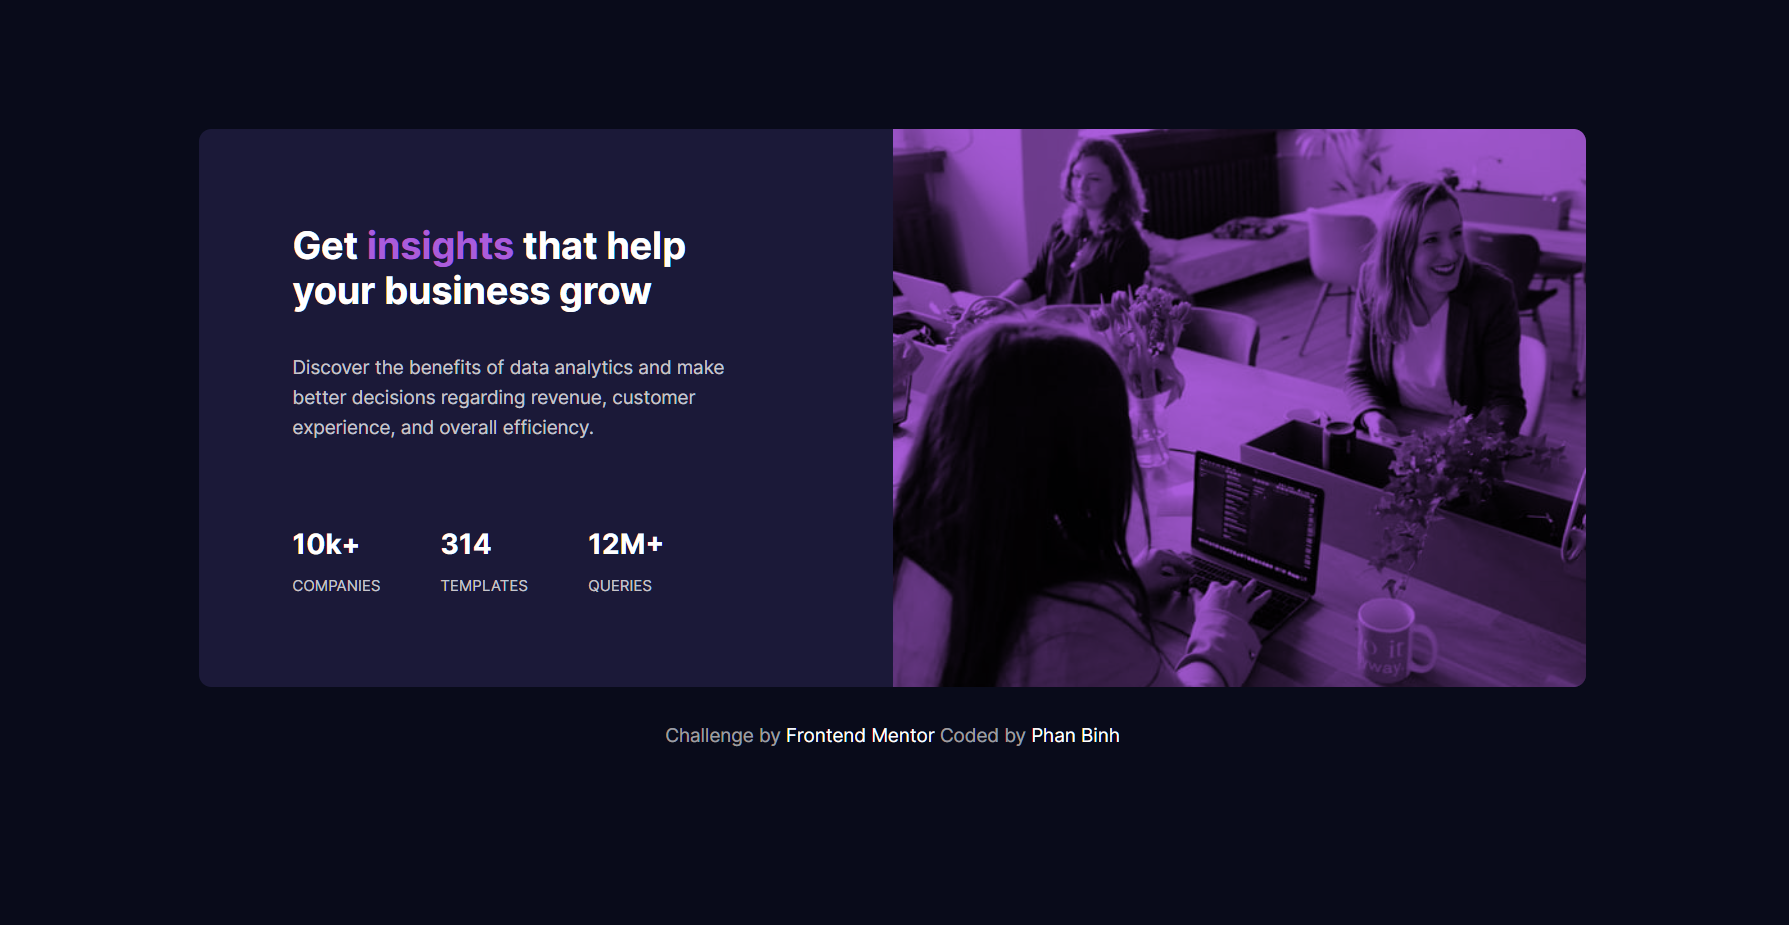 Get insights that help
your business grow
Discover the benefits of data analytics and make
better decisions regarding revenue, customer
experience, and overall efficiency.
10k+ 314 12M+
COMPANIES TEMPLATES QUERIES
it
way.
Challenge by Frontend Mentor Coded by Phan Binh